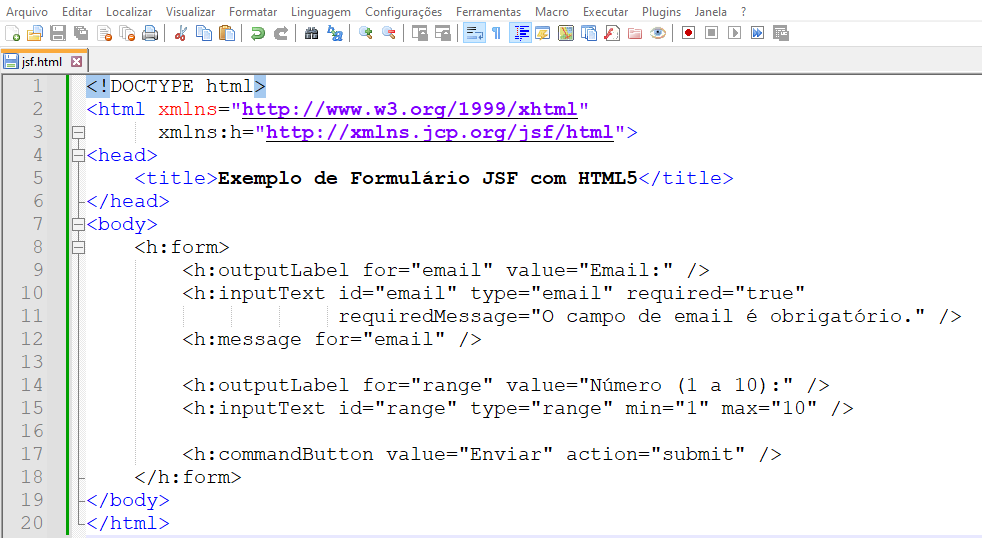 Arquivo Editar Localizar Visualizar Formatar Linguagem Configurações Ferramentas Macro Executar Plugins Janela ?
jsf.html
1 <!DOCTYPE html>
2 <html xmlns="http://www.w3.org/1999/xhtml"
3 xmlns:h="http://xmlns.jcp.org/jsf/html">
4 <head>
5 <title>Exemplo de Formulário JSF com HTML5</title>
6 </head>
7 <body>
8 <h:form>
9 <h:outputLabel for="email" value="Email:" />
10 <h:inputText id="email" type="email" required="true"
11 requiredMessage="O campo de email é obrigatório." />
12 <h:message for="email" />
13
14 <h:outputLabel for="range" value="Número (1 a 10):" />
15 <h:inputText id="range" type="range" min="1" max="10" />
16
17 <h:commandButton value="Enviar" action="submit" />
18 </h:form>
19 </body>
20 </html>